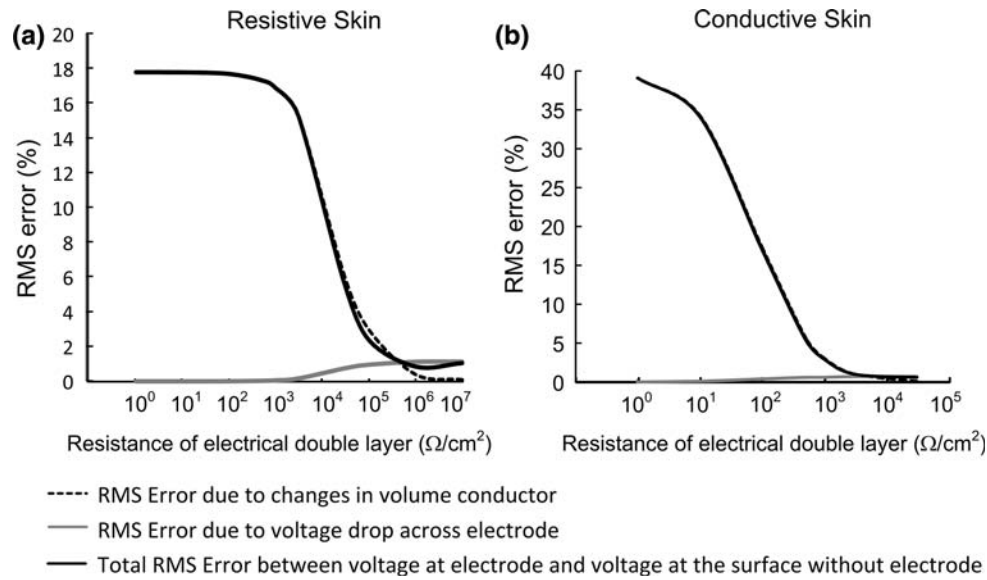 (a)
Resistive Skin
RMS error (%)
20
18
16
14
12
10
8
6
4
2
0
10⁰ 10¹ 10² 10³ 10⁴ 10⁵ 10⁶ 10⁷
Resistance of electrical double layer (Ω/cm²)
(b)
Conductive Skin
RMS error (%)
40
35
30
25
20
15
10
5
0
10⁰ 10¹ 10² 10³ 10⁴ 10⁵
Resistance of electrical double layer (Ω/cm²)
RMS Error due to changes in volume conductor
RMS Error due to voltage drop across electrode
Total RMS Error between voltage at electrode and voltage at the surface without electrode